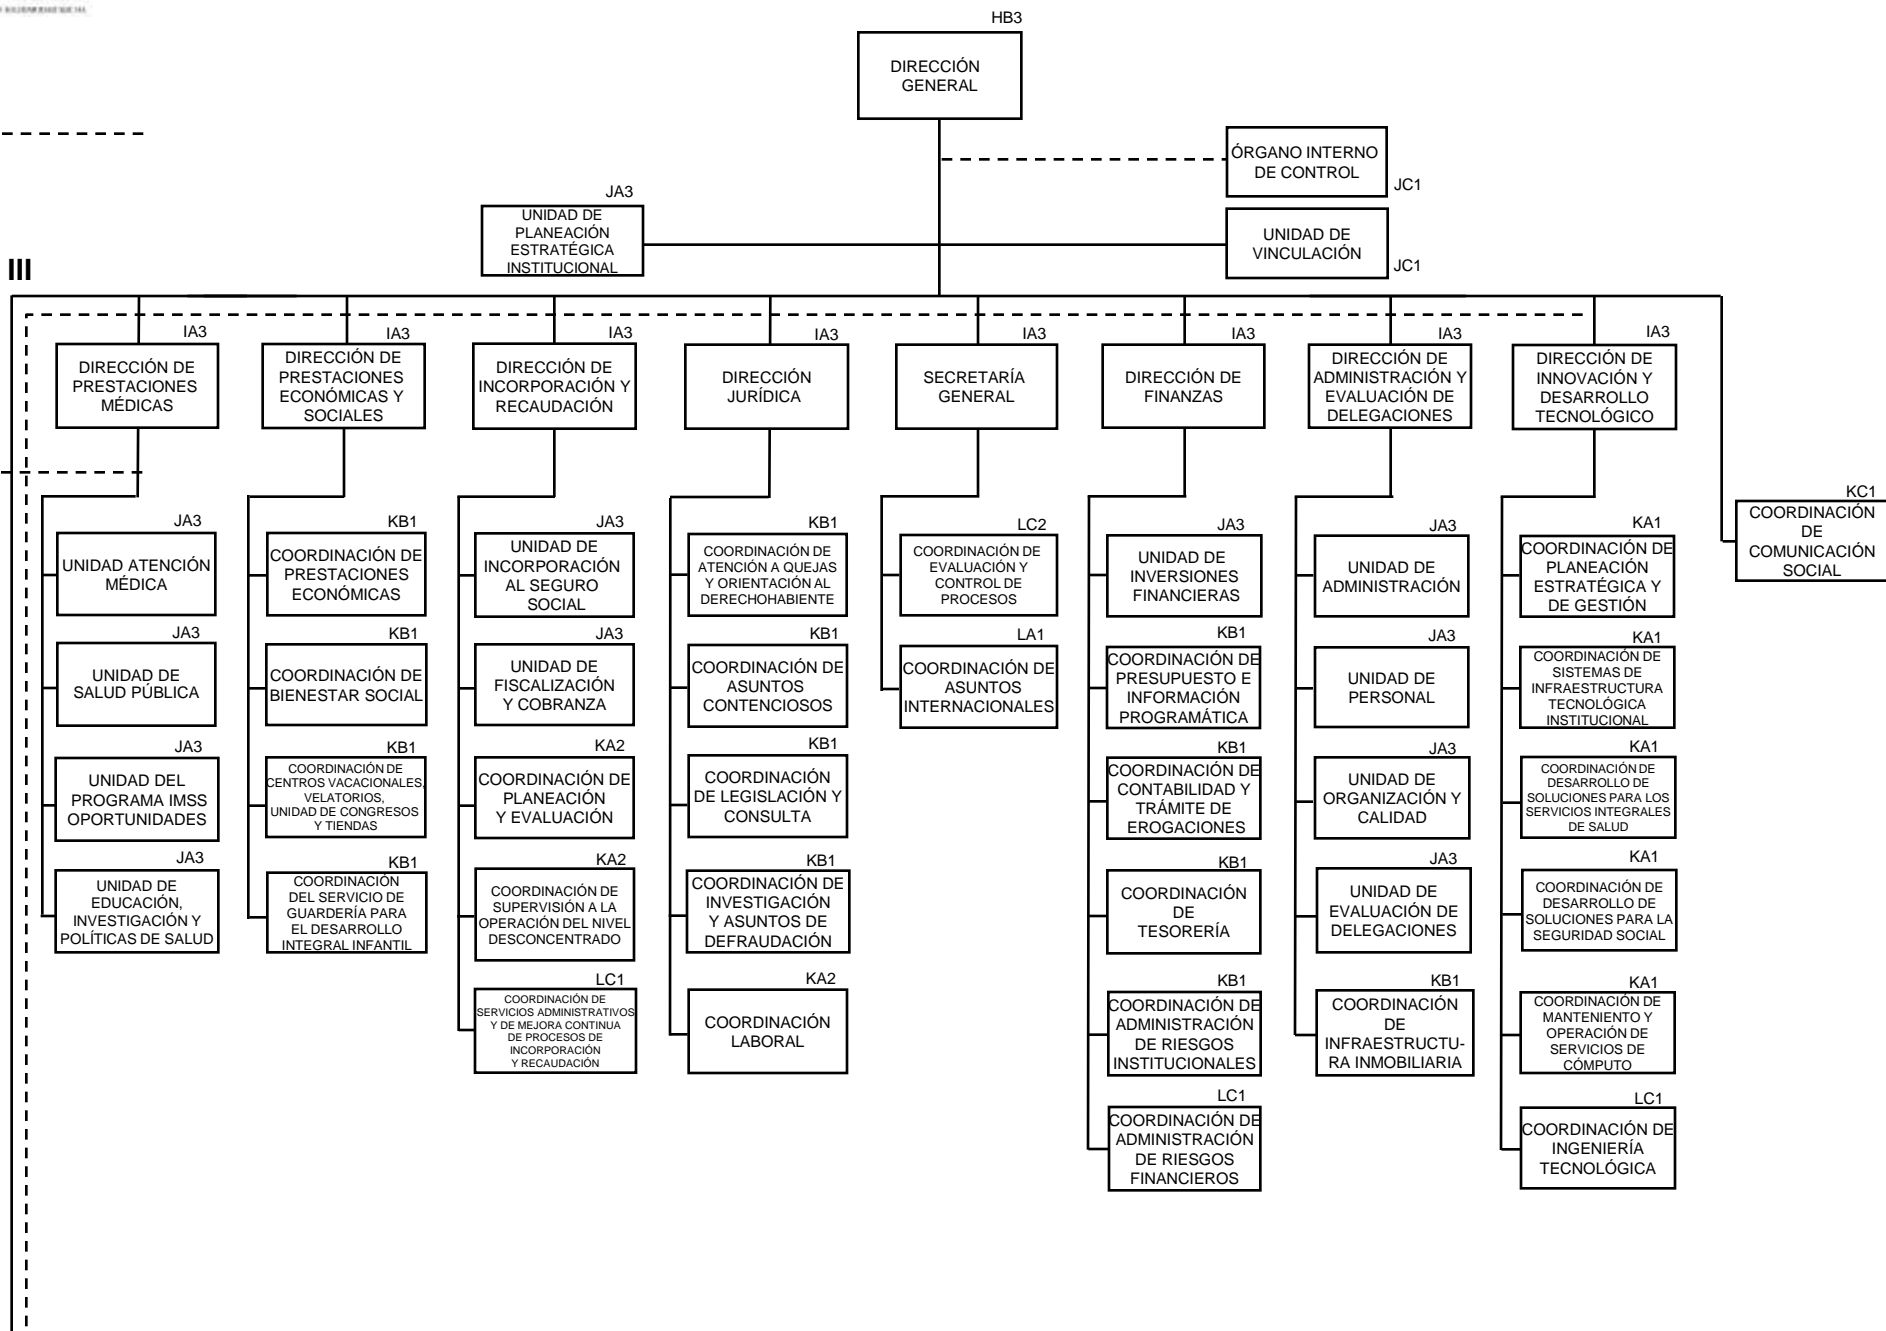 HB3
DIRECCIÓN
GENERAL
ÓRGANO INTERNO
DE CONTROL
JC1
JA3
UNIDAD DE
PLANEACIÓN
ESTRATÉGICA
INSTITUCIONAL
UNIDAD DE
VINCULACIÓN
JC1
III
IA3
DIRECCIÓN DE
PRESTACIONES
MÉDICAS
IA3
DIRECCIÓN DE
PRESTACIONES
ECONÓMICAS Y
SOCIALES
IA3
DIRECCIÓN DE
INCORPORACIÓN Y
RECAUDACIÓN
IA3
DIRECCIÓN
JURÍDICA
IA3
SECRETARÍA
GENERAL
IA3
DIRECCIÓN DE
FINANZAS
IA3
DIRECCIÓN DE
ADMINISTRACIÓN Y
EVALUACIÓN DE
DELEGACIONES
IA3
DIRECCIÓN DE
INNOVACIÓN Y
DESARROLLO
TECNOLÓGICO
KC1
COORDINACIÓN
DE
COMUNICACIÓN
SOCIAL
JA3
UNIDAD ATENCIÓN
MÉDICA
JA3
UNIDAD DE
SALUD PÚBLICA
JA3
UNIDAD DEL
PROGRAMA IMSS
OPORTUNIDADES
JA3
UNIDAD DE
EDUCACIÓN,
INVESTIGACIÓN Y
POLÍTICAS DE SALUD
KB1
COORDINACIÓN DE
PRESTACIONES
ECONÓMICAS
KB1
COORDINACIÓN DE
BIENESTAR SOCIAL
KB1
COORDINACIÓN DE
CENTROS VACACIONALES,
VELATORIOS,
UNIDAD DE CONGRESOS
Y TIENDAS
KB1
COORDINACIÓN
DEL SERVICIO DE
GUARDERÍA PARA
EL DESARROLLO
INTEGRAL INFANTIL
JA3
UNIDAD DE
INCORPORACIÓN
AL SEGURO
SOCIAL
JA3
UNIDAD DE
FISCALIZACIÓN
Y COBRANZA
KA2
COORDINACIÓN DE
PLANEACIÓN
Y EVALUACIÓN
KA2
COORDINACIÓN DE
SUPERVISIÓN A LA
OPERACIÓN DEL NIVEL
DESCONCENTRADO
LC1
COORDINACIÓN DE
SERVICIOS ADMINISTRATIVOS
Y DE MEJORA CONTINUA
DE PROCESOS DE
INCORPORACIÓN
Y RECAUDACIÓN
KB1
COORDINACIÓN DE
ATENCIÓN A QUEJAS
Y ORIENTACIÓN AL
DERECHOHABIENTE
KB1
COORDINACIÓN DE
ASUNTOS
CONTENCIOSOS
KB1
COORDINACIÓN
DE LEGISLACIÓN Y
CONSULTA
KB1
COORDINACIÓN DE
INVESTIGACIÓN
Y ASUNTOS DE
DEFRAUDACIÓN
KA2
COORDINACIÓN
LABORAL
LC2
COORDINACIÓN DE
EVALUACIÓN Y
CONTROL DE
PROCESOS
LA1
COORDINACIÓN DE
ASUNTOS
INTERNACIONALES
JA3
UNIDAD DE
INVERSIONES
FINANCIERAS
KB1
COORDINACIÓN DE
PRESUPUESTO E
INFORMACIÓN
PROGRAMÁTICA
KB1
COORDINACIÓN DE
CONTABILIDAD Y
TRÁMITE DE
EROGACIONES
KB1
COORDINACIÓN
DE
TESORERÍA
KB1
COORDINACIÓN DE
ADMINISTRACIÓN
DE RIESGOS
INSTITUCIONALES
LC1
COORDINACIÓN DE
ADMINISTRACIÓN
DE RIESGOS
FINANCIEROS
JA3
UNIDAD DE
ADMINISTRACIÓN
JA3
UNIDAD DE
PERSONAL
JA3
UNIDAD DE
ORGANIZACIÓN Y
CALIDAD
JA3
UNIDAD DE
EVALUACIÓN DE
DELEGACIONES
KB1
COORDINACIÓN
DE
INFRAESTRUCTU-
RA INMOBILIARIA
KA1
COORDINACIÓN DE
PLANEACIÓN
ESTRATÉGICA Y
DE GESTIÓN
KA1
COORDINACIÓN DE
SISTEMAS DE
INFRAESTRUCTURA
TECNOLÓGICA
INSTITUCIONAL
KA1
COORDINACIÓN DE
DESARROLLO DE
SOLUCIONES PARA LOS
SERVICIOS INTEGRALES
DE SALUD
KA1
COORDINACIÓN DE
DESARROLLO DE
SOLUCIONES PARA LA
SEGURIDAD SOCIAL
KA1
COORDINACIÓN DE
MANTENIMIENTO Y
OPERACIÓN DE
SERVICIOS DE
CÓMPUTO
LC1
COORDINACIÓN DE
INGENIERÍA
TECNOLÓGICA